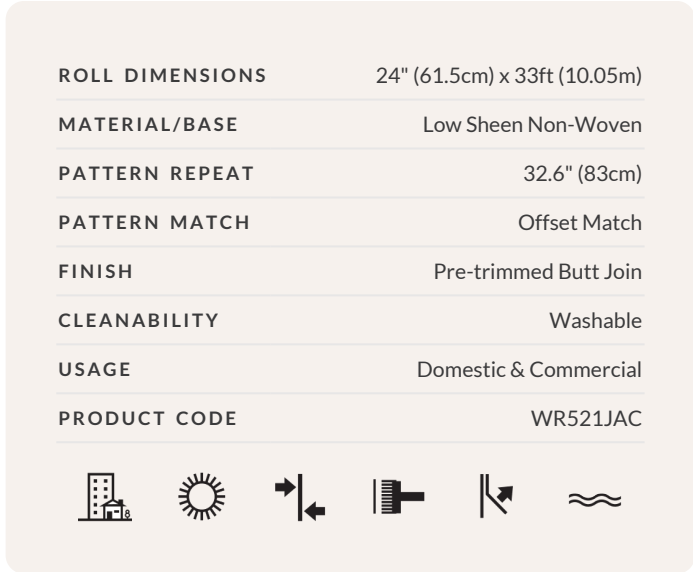 ROLL DIMENSIONS 24" (61.5cm) x 33ft (10.05m)
MATERIAL/BASE Low Sheen Non-Woven
PATTERN REPEAT 32.6" (83cm)
PATTERN MATCH Offset Match
FINISH Pre-trimmed Butt Join
CLEANABILITY Washable
USAGE Domestic & Commercial
PRODUCT CODE WR521JAC